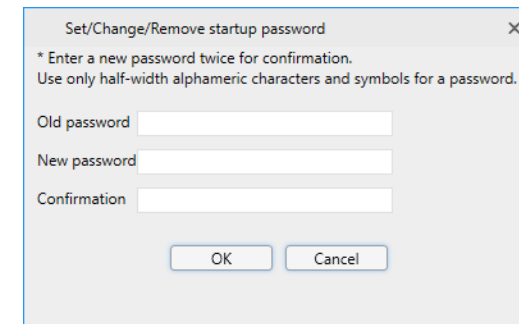 Set/Change/Remove startup password
* Enter a new password twice for confirmation.
Use only half-width alphameric characters and symbols for a password.
Old password
New password
Confirmation
OK Cancel